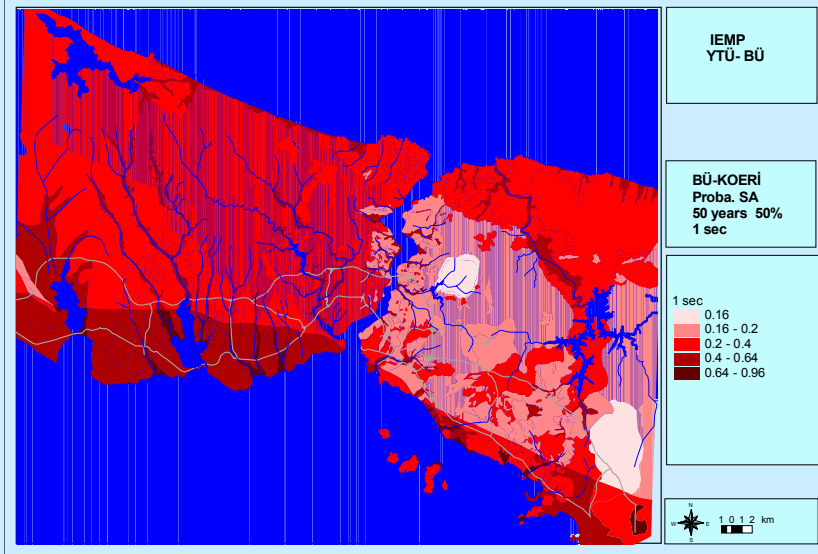 IEMP
YTÜ- BÜ
BÜ-KOERİ
Proba. SA
50 years 50%
1 sec
1 sec
0.16
0.16 - 0.2
0.2 - 0.4
0.4 - 0.64
0.64 - 0.96
N
W E
S
1 0 1 2 km